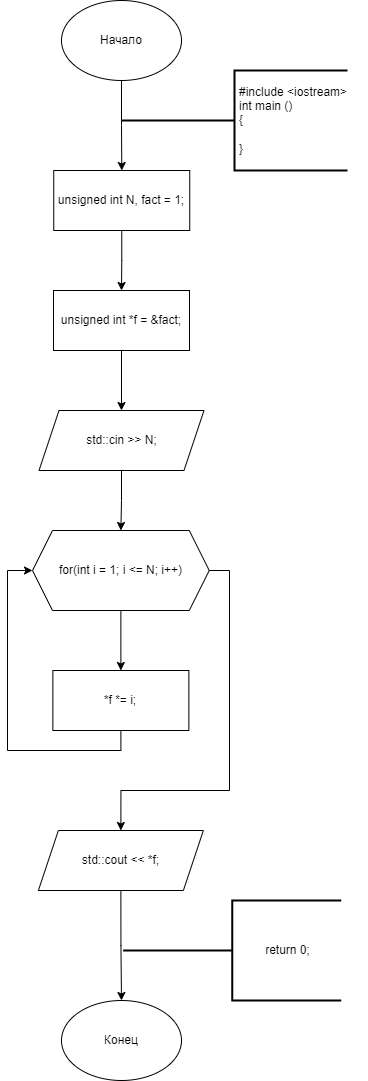 Начало
#include <iostream>
int main ()
{
}
unsigned int N, fact = 1;
unsigned int *f = &fact;
std::cin >> N;
for(int i = 1; i <= N; i++)
*f *= i;
std::cout << *f;
return 0;
Конец